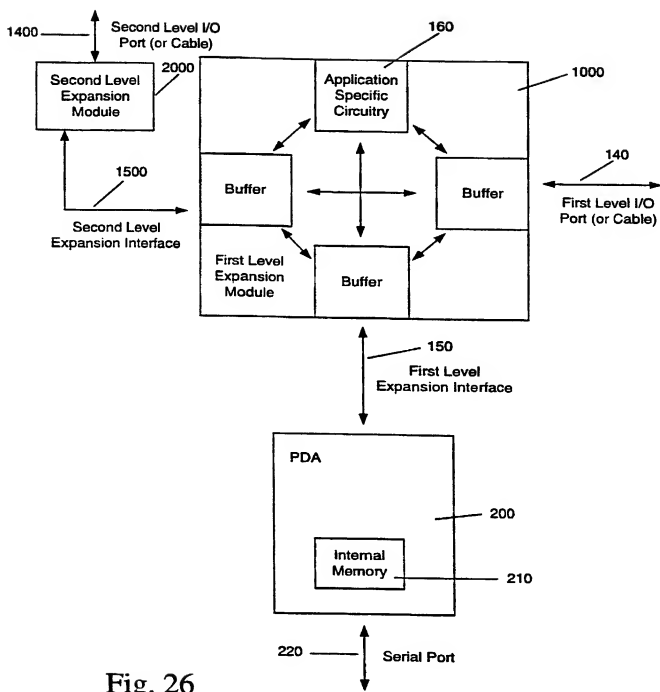 1400
Second Level I/O
Port (or Cable)
2000
Second Level
Expansion
Module
160
Application
Specific
Circuitry
1000
1500
Second Level
Expansion Interface
Buffer
Buffer
140
First Level I/O
Port (or Cable)
First Level
Expansion
Module
Buffer
150
First Level
Expansion Interface
PDA
200
Internal
Memory
210
220
Serial Port
Fig. 26